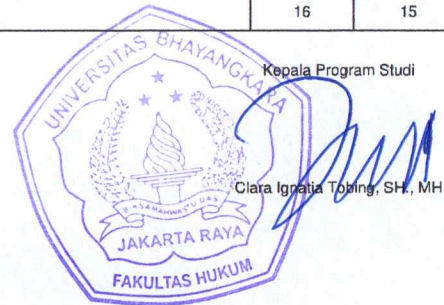 16 15
UNIVERSITAS BHAYANGKARA
Kepala Program Studi
Clara Ignatia Tobing, SH., MH
JAKARTA RAYA
FAKULTAS HUKUM